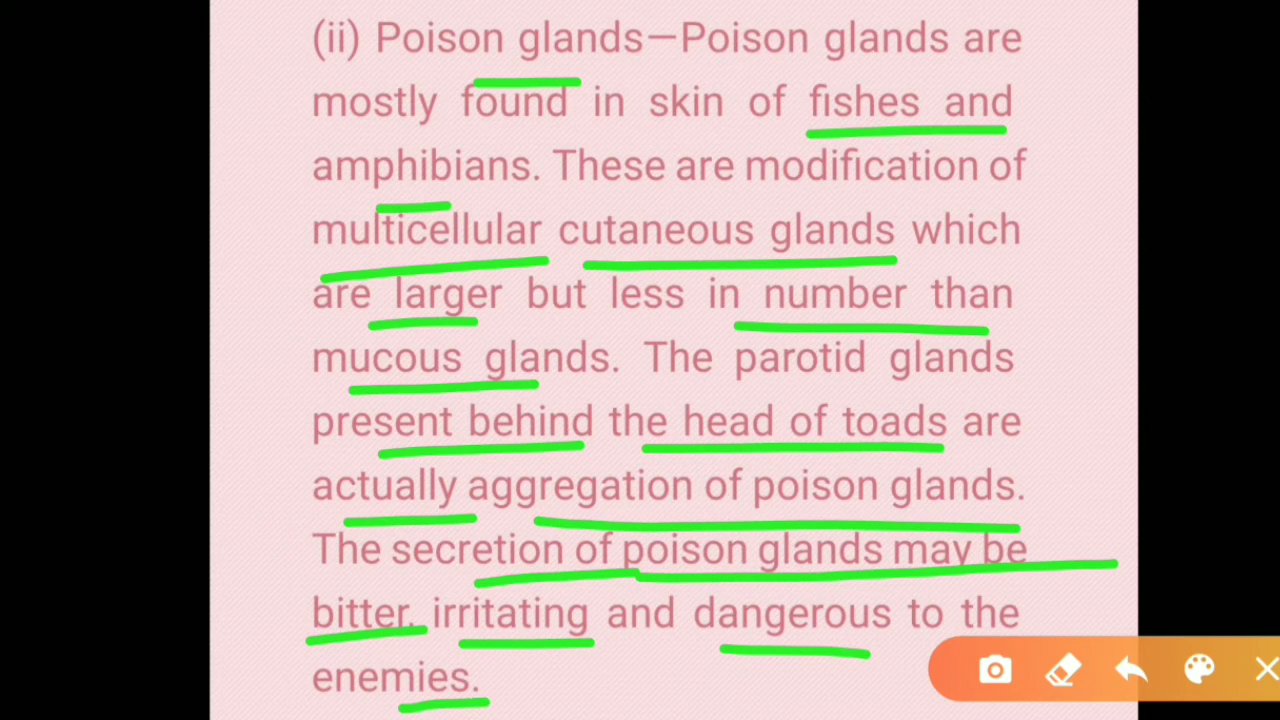 (ii) Poison glands—Poison glands are
mostly found in skin of fishes and
amphibians. These are modification of
multicellular cutaneous glands which
are larger but less in number than
mucous glands. The parotid glands
present behind the head of toads are
actually aggregation of poison glands.
The secretion of poison glands may be
bitter, irritating and dangerous to the
enemies.